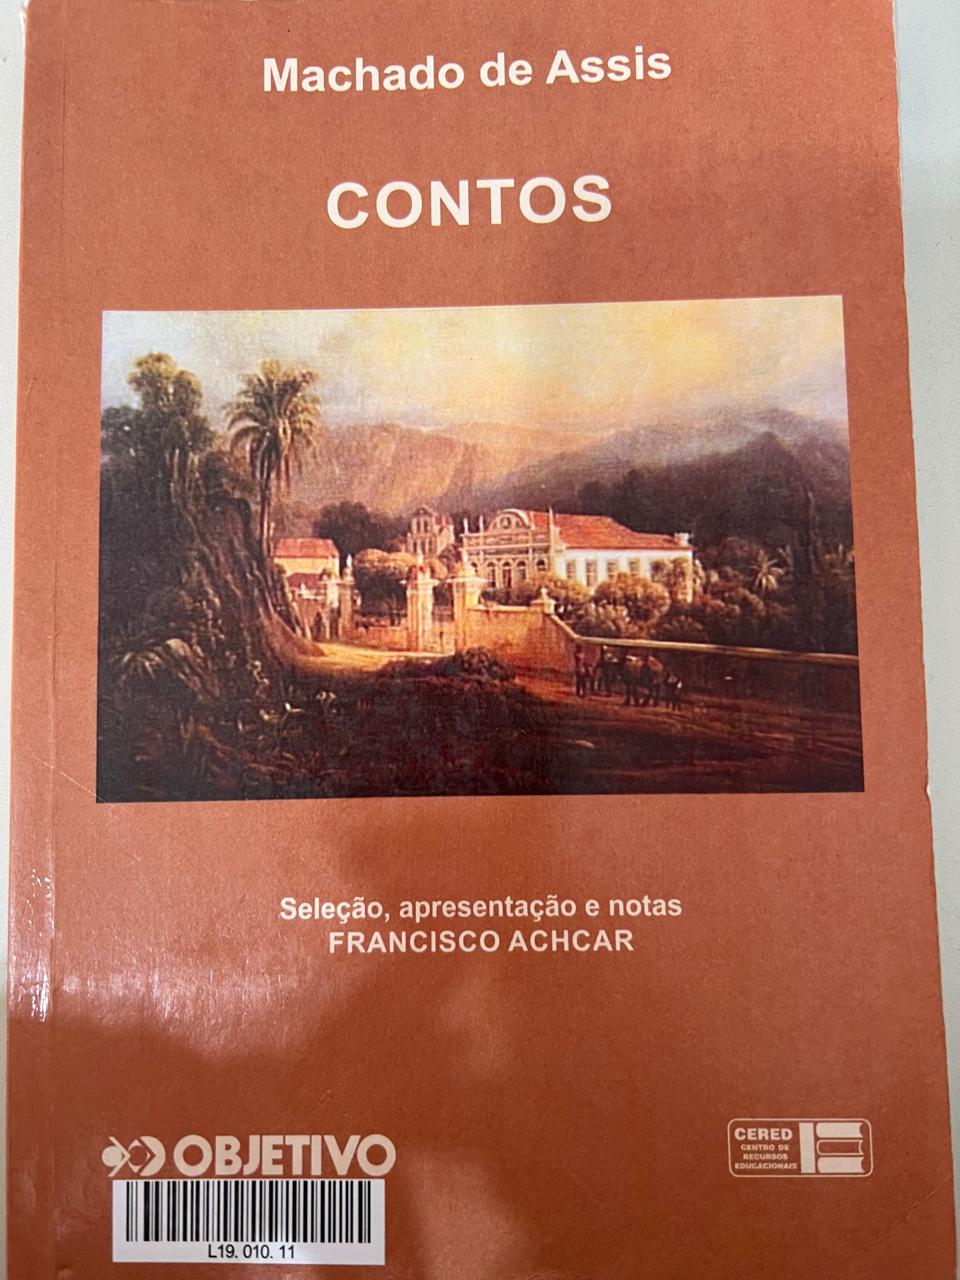 Machado de Assis
CONTOS
Seleção, apresentação e notas
FRANCISCO ACHCAR
OBJETIVO
L19. 010. 11
CERED
CENTRO DE
RECURSOS
EDUCACIONAIS